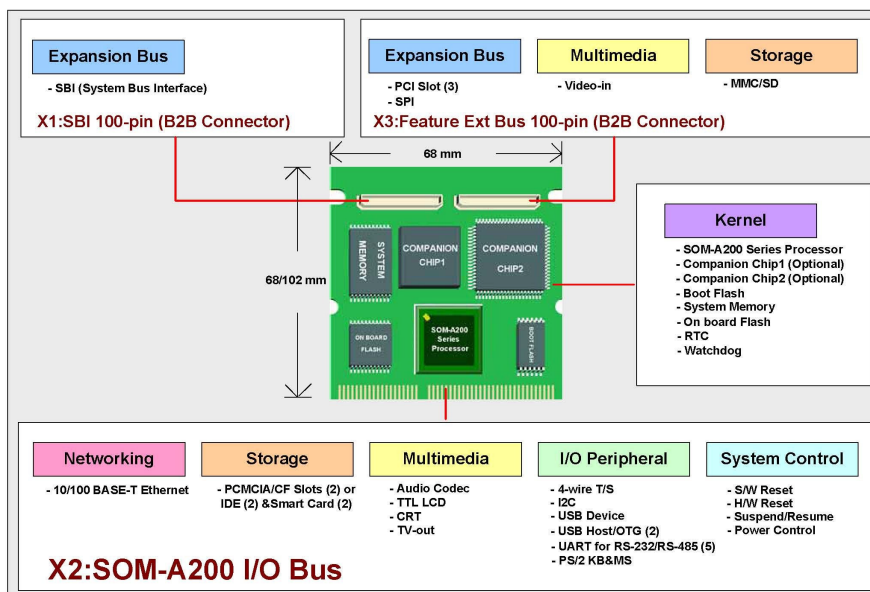 Expansion Bus
- SBI (System Bus Interface)
X1:SBI 100-pin (B2B Connector)
Expansion Bus
- PCI Slot (3)
- SPI
Multimedia
- Video-in
Storage
- MMC/SD
X3:Feature Ext Bus 100-pin (B2B Connector)
68 mm
68/102 mm
SYSTEM
MEMORY
COMPANION
CHIP1
COMPANION
CHIP2
ON BOARD
FLASH
SOM-A200
Series
Processor
BOOT FLASH
Kernel
- SOM-A200 Series Processor
- Companion Chip1 (Optional)
- Companion Chip2 (Optional)
- Boot Flash
- System Memory
- On board Flash
- RTC
- Watchdog
Networking
- 10/100 BASE-T Ethernet
Storage
- PCMCIA/CF Slots (2) or
IDE (2) &Smart Card (2)
Multimedia
- Audio Codec
- TTL LCD
- CRT
- TV-out
I/O Peripheral
- 4-wire T/S
- I2C
- USB Device
- USB Host/OTG (2)
- UART for RS-232/RS-485 (5)
- PS/2 KB&MS
System Control
- S/W Reset
- H/W Reset
- Suspend/Resume
- Power Control
X2:SOM-A200 I/O Bus